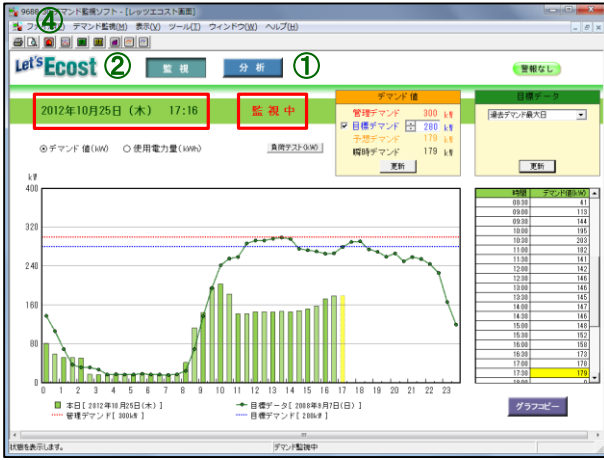 デマンド監視ソフト - [レッツエコスト画面]
④
デマンド監視(M) 表示(V) ツール(T) ウィンドウ(W) ヘルプ(H)
Let's Ecost ② 監視 分析 ① 警報なし
2012年10月25日 (木) 17:16 監視中
デマンド値
管理デマンド 300 kW
目標デマンド 280 kW
予想デマンド 179 kW
瞬時デマンド 179 kW
更新
目標データ
過去デマンド最大日
更新
デマンド値(kW) 使用電力量(kWh) 負荷テスト(kW)
kW
400
320
240
160
80
0
0 1 2 3 4 5 6 7 8 9 10 11 12 13 14 15 16 17 18 19 20 21 22 23
本日[2012年10月25日(木)] 目標データ[2008年9月7日(日)]
管理デマンド[300kW] 目標デマンド[280kW]
時間 デマンド値(kW)
08:30 41
09:00 113
09:30 144
10:00 195
10:30 203
11:00 182
11:30 141
12:00 142
12:30 146
13:00 146
13:30 145
14:00 147
14:30 146
15:00 148
15:30 152
16:00 158
16:30 173
17:00 178
17:30 179
18:00 0
グラフコピー
状態を表示します。 デマンド監視中